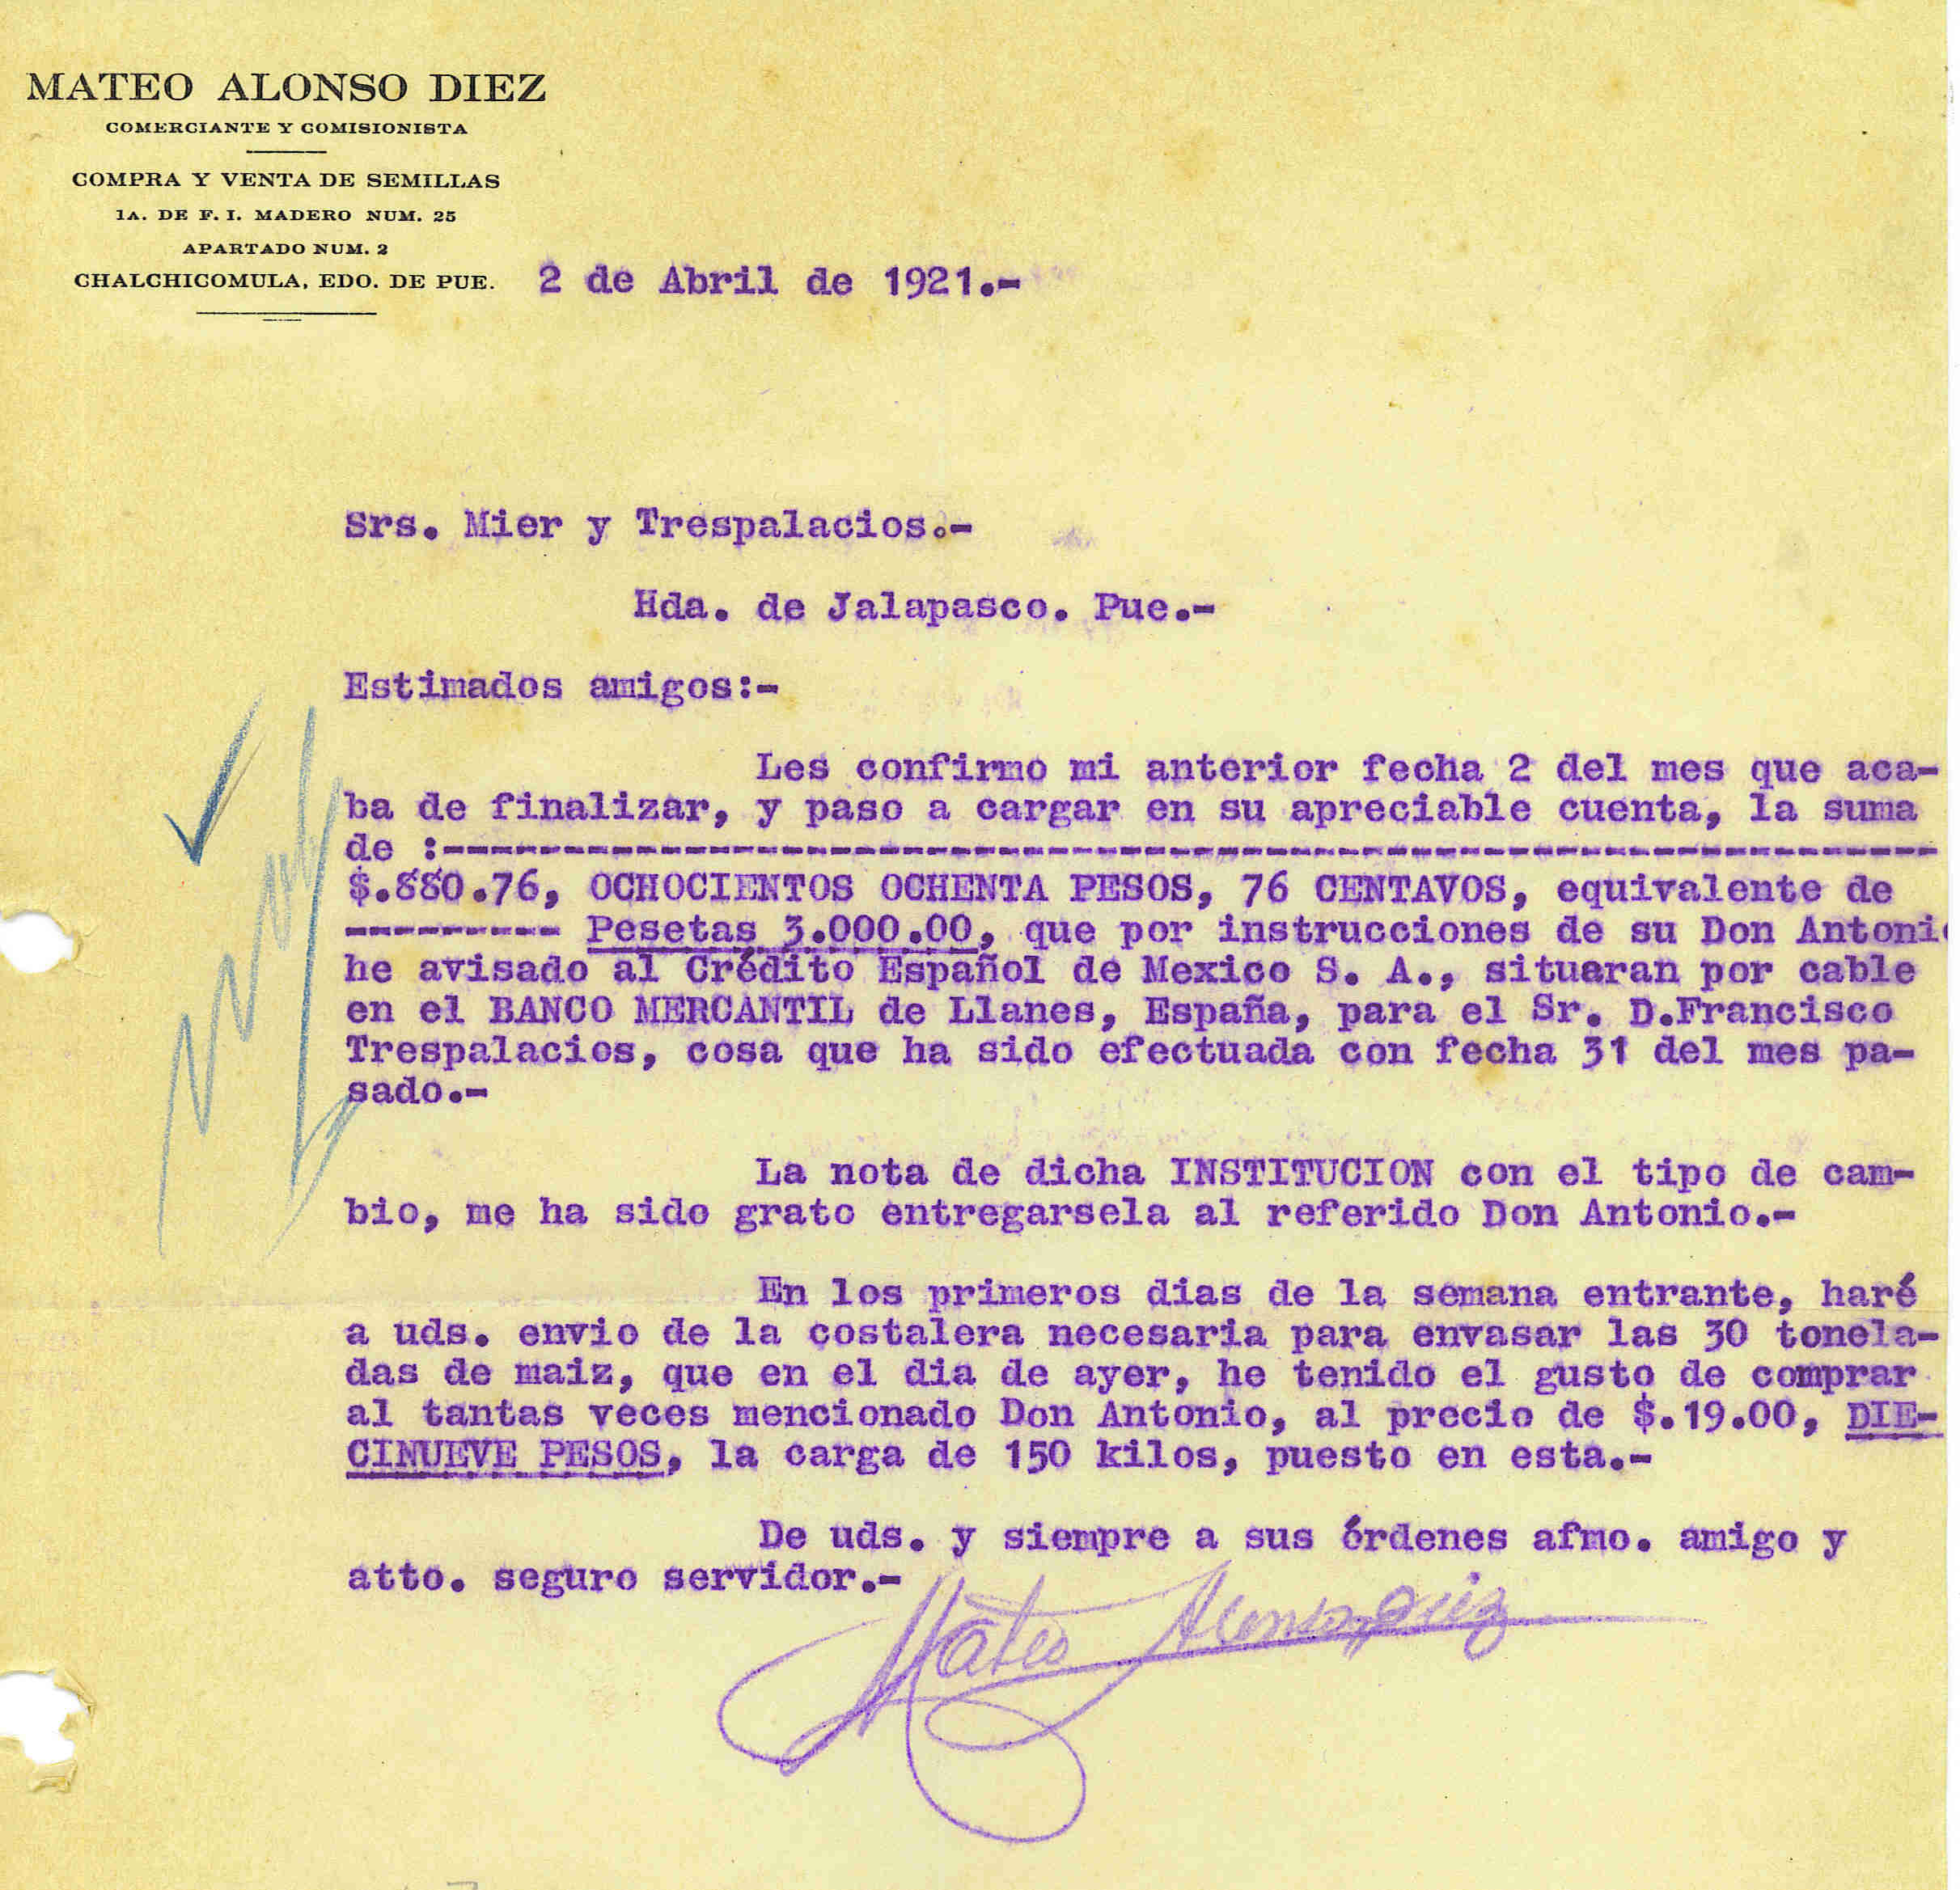 MATEO ALONSO DIEZ
COMERCIANTE Y COMISIONISTA
COMPRA Y VENTA DE SEMILLAS
1A. DE F. I. MADERO NUM. 25
APARTADO NUM. 2
CHALCHICOMULA, EDO. DE PUE.
2 de Abril de 1921.-
Srs. Mier y Trespalacios.-
Hda. de Jalapasco. Pue.-
Estimados amigos:-
Les confirmo mi anterior fecha 2 del mes que aca-
ba de finalizar, y paso a cargar en su apreciable cuenta, la suma
de :-------------------------------------------------------------
$.880.76, OCHOCIENTOS OCHENTA PESOS, 76 CENTAVOS, equivalente de
--------- Pesetas 3.000.00, que por instrucciones de su Don Antonio
he avisado al Crédito Español de Mexico S. A., situaran por cable
en el BANCO MERCANTIL de Llanes, España, para el Sr. D.Francisco
Trespalacios, cosa que ha sido efectuada con fecha 31 del mes pa-
sado.-
La nota de dicha INSTITUCION con el tipo de cam-
bio, me ha sido grato entregarsela al referido Don Antonio.-
En los primeros dias de la semana entrante, haré
a uds. envio de la costalera necesaria para envasar las 30 tonela-
das de maiz, que en el dia de ayer, he tenido el gusto de comprar
al tantas veces mencionado Don Antonio, al precio de $.19.00, DIE-
CINUEVE PESOS, la carga de 150 kilos, puesto en esta.-
De uds. y siempre a sus órdenes afmo. amigo y
atto. seguro servidor.-
Mateo Alonso Diez